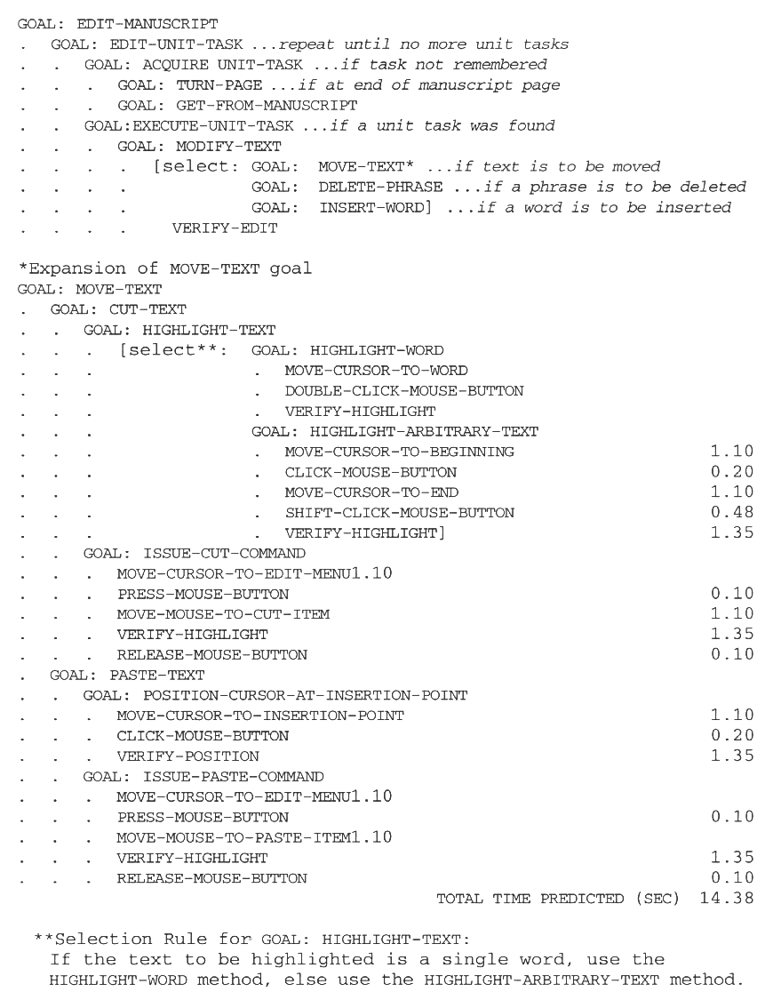 GOAL: EDIT-MANUSCRIPT
. GOAL: EDIT-UNIT-TASK ...repeat until no more unit tasks
. . GOAL: ACQUIRE UNIT-TASK ...if task not remembered
. . . GOAL: TURN-PAGE ...if at end of manuscript page
. . . GOAL: GET-FROM-MANUSCRIPT
. . GOAL:EXECUTE-UNIT-TASK ...if a unit task was found
. . . GOAL: MODIFY-TEXT
. . . . [select: GOAL: MOVE-TEXT* ...if text is to be moved
. . . . GOAL: DELETE-PHRASE ...if a phrase is to be deleted
. . . . GOAL: INSERT-WORD] ...if a word is to be inserted
. . . . VERIFY-EDIT
*Expansion of MOVE-TEXT goal
GOAL: MOVE-TEXT
. GOAL: CUT-TEXT
. . GOAL: HIGHLIGHT-TEXT
. . . [select**: GOAL: HIGHLIGHT-WORD
. . . . MOVE-CURSOR-TO-WORD
. . . . DOUBLE-CLICK-MOUSE-BUTTON
. . . . VERIFY-HIGHLIGHT
. . . GOAL: HIGHLIGHT-ARBITRARY-TEXT
. . . . MOVE-CURSOR-TO-BEGINNING 1.10
. . . . CLICK-MOUSE-BUTTON 0.20
. . . . MOVE-CURSOR-TO-END 1.10
. . . . SHIFT-CLICK-MOUSE-BUTTON 0.48
. . . . VERIFY-HIGHLIGHT] 1.35
. . GOAL: ISSUE-CUT-COMMAND
. . . MOVE-CURSOR-TO-EDIT-MENU1.10
. . . PRESS-MOUSE-BUTTON 0.10
. . . MOVE-MOUSE-TO-CUT-ITEM 1.10
. . . VERIFY-HIGHLIGHT 1.35
. . . RELEASE-MOUSE-BUTTON 0.10
. GOAL: PASTE-TEXT
. . GOAL: POSITION-CURSOR-AT-INSERTION-POINT
. . . MOVE-CURSOR-TO-INSERTION-POINT 1.10
. . . CLICK-MOUSE-BUTTON 0.20
. . . VERIFY-POSITION 1.35
. . GOAL: ISSUE-PASTE-COMMAND
. . . MOVE-CURSOR-TO-EDIT-MENU1.10
. . . PRESS-MOUSE-BUTTON 0.10
. . . MOVE-MOUSE-TO-PASTE-ITEM1.10
. . . VERIFY-HIGHLIGHT 1.35
. . . RELEASE-MOUSE-BUTTON 0.10
TOTAL TIME PREDICTED (SEC) 14.38
**Selection Rule for GOAL: HIGHLIGHT-TEXT:
If the text to be highlighted is a single word, use the
HIGHLIGHT-WORD method, else use the HIGHLIGHT-ARBITRARY-TEXT method.